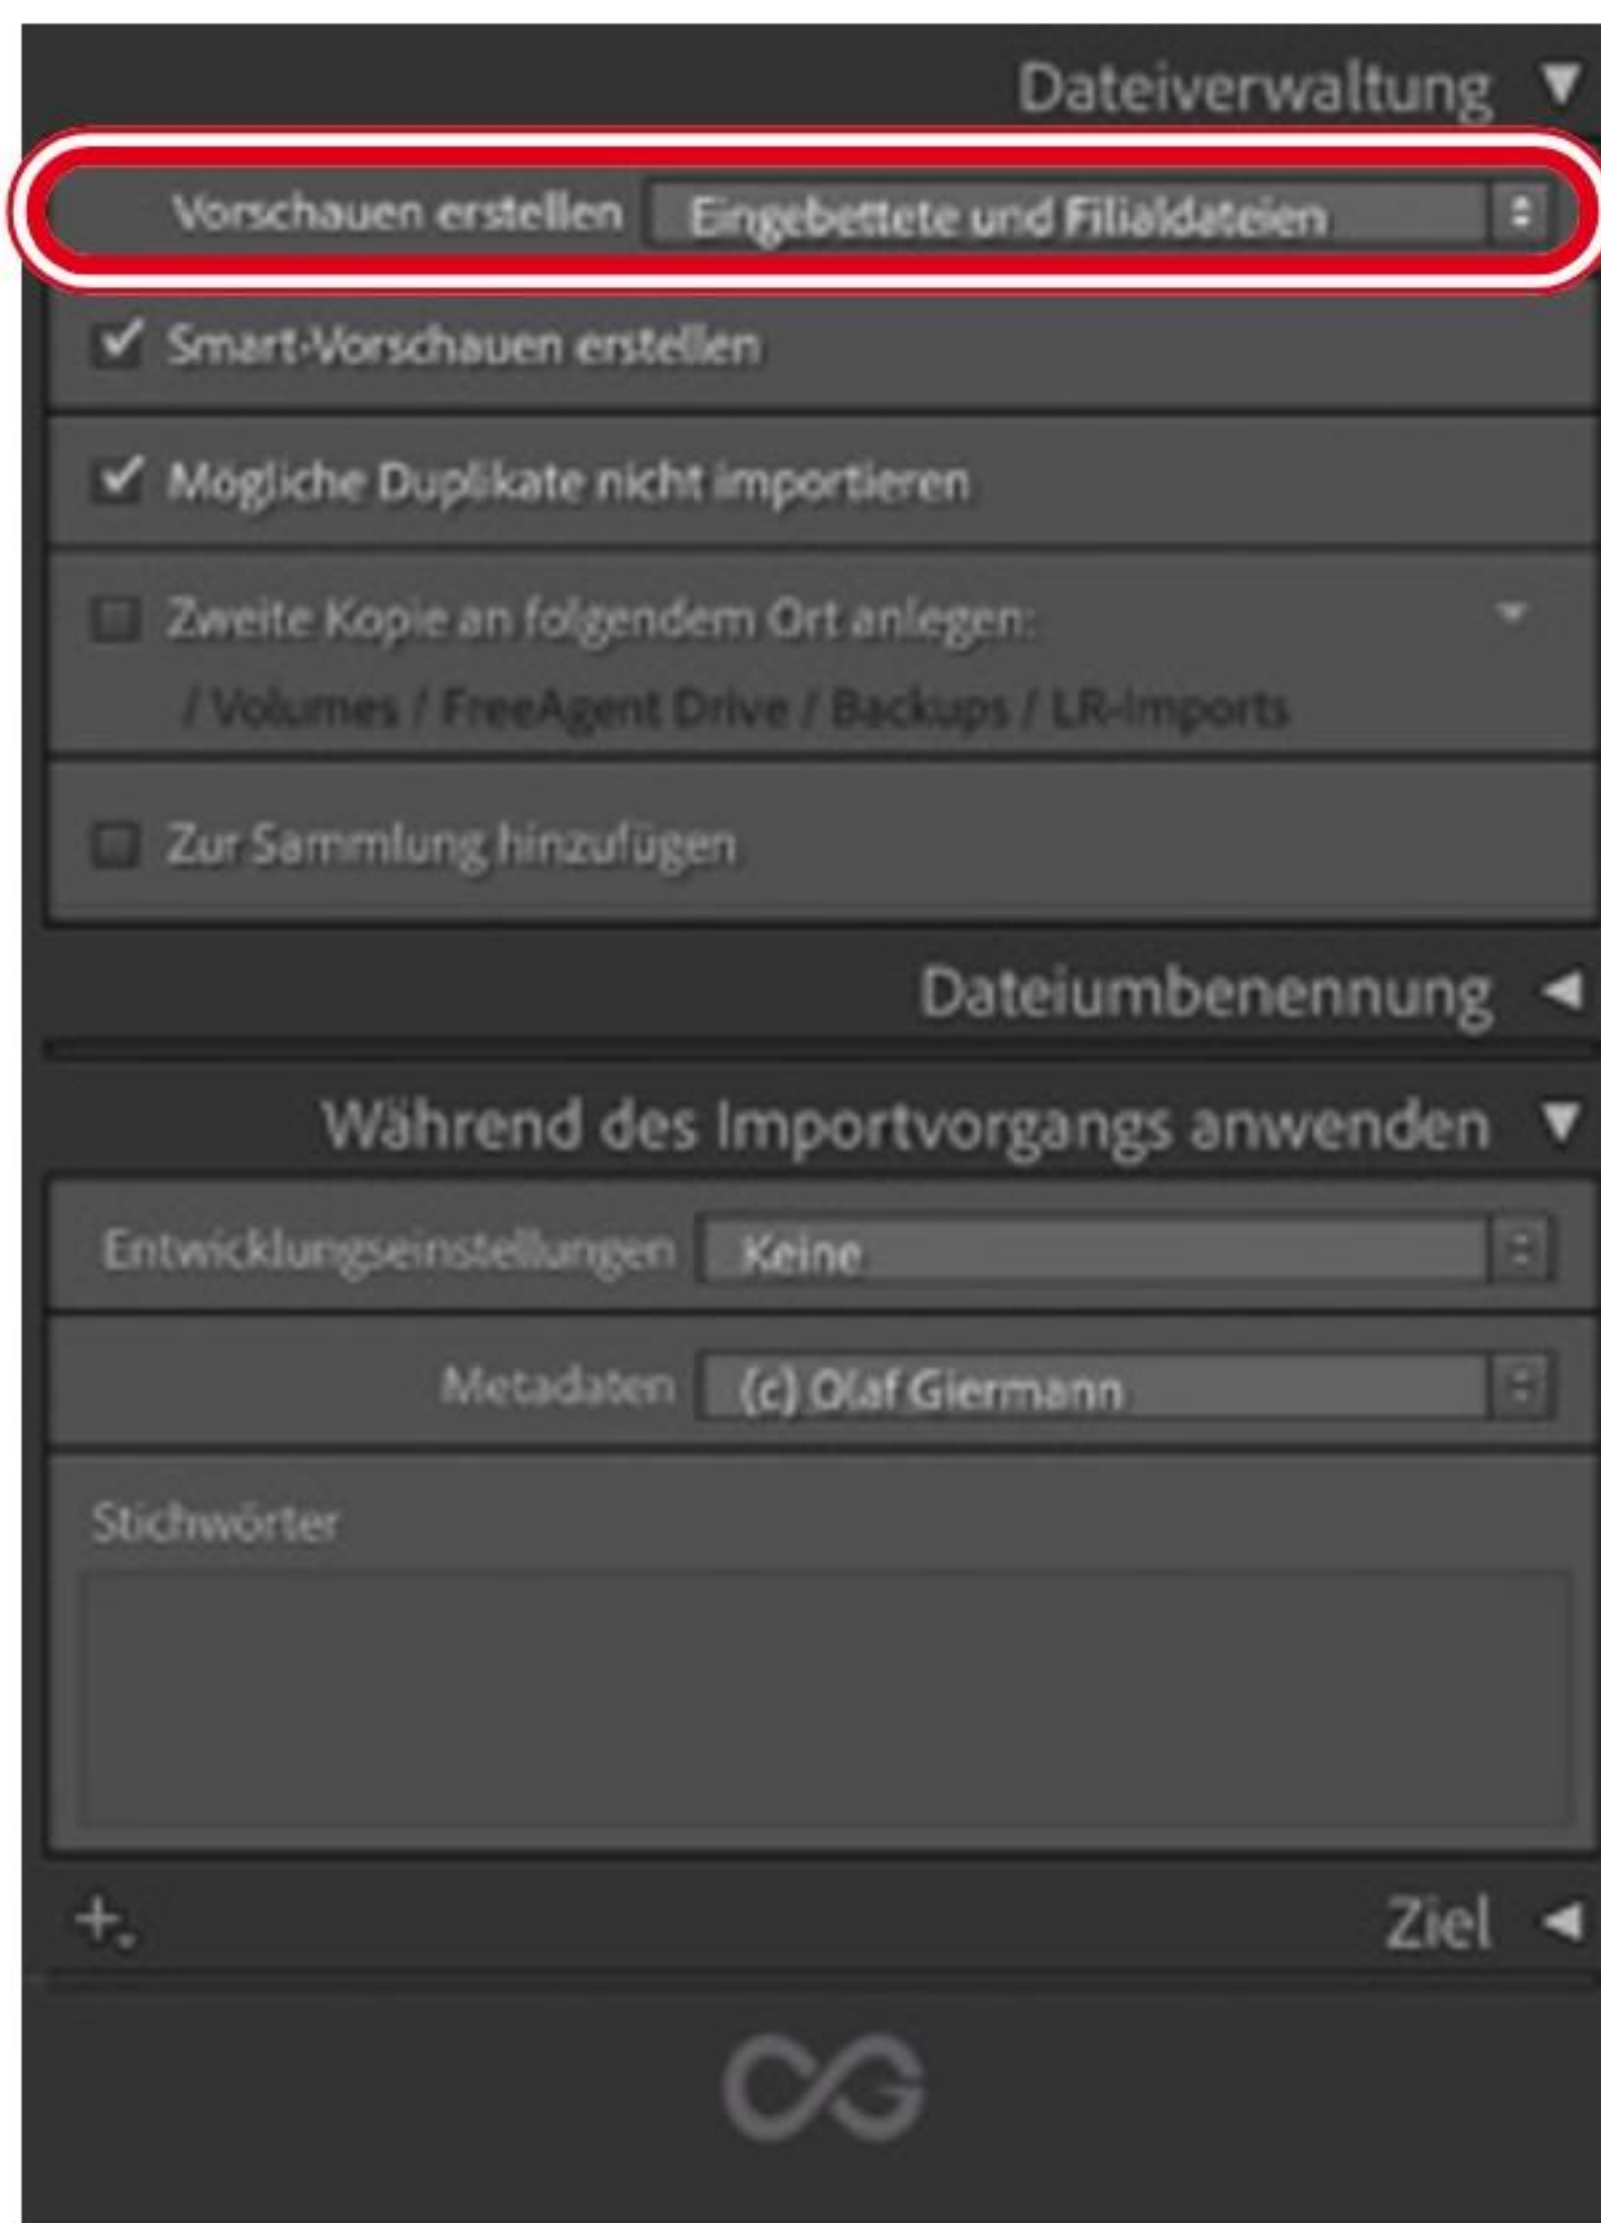 Dateiverwaltung
Vorschauen erstellen Eingebettete und Filialdateien
Smart-Vorschauen erstellen
Mögliche Duplikate nicht importieren
Zweite Kopie an folgendem Ort anlegen:
/ Volumes / FreeAgent Drive / Backups / LR-Imports
Zur Sammlung hinzufügen
Dateiumbenennung
Während des Importvorgangs anwenden
Entwicklungseinstellungen Keine
Metadaten (c) Olaf Giermann
Stichwörter
Ziel